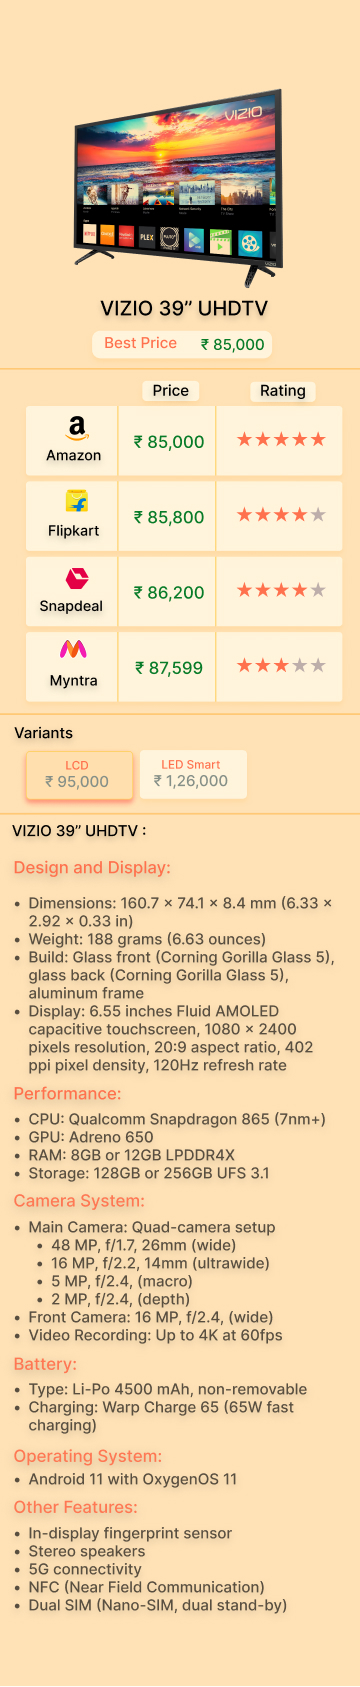 VIZIO
PLEX
VIZIO
VIZIO 39” UHDTV
Best Price ₹ 85,000
Price Rating
a
Amazon ₹ 85,000
Flipkart ₹ 85,800
Snapdeal ₹ 86,200
Myntra ₹ 87,599
Variants
LCD LED Smart
₹ 95,000 ₹ 1,26,000
VIZIO 39” UHDTV :
Design and Display:
• Dimensions: 160.7 × 74.1 × 8.4 mm (6.33 ×
2.92 × 0.33 in)
• Weight: 188 grams (6.63 ounces)
• Build: Glass front (Corning Gorilla Glass 5),
glass back (Corning Gorilla Glass 5),
aluminum frame
• Display: 6.55 inches Fluid AMOLED
capacitive touchscreen, 1080 × 2400
pixels resolution, 20:9 aspect ratio, 402
ppi pixel density, 120Hz refresh rate
Performance:
• CPU: Qualcomm Snapdragon 865 (7nm+)
• GPU: Adreno 650
• RAM: 8GB or 12GB LPDDR4X
• Storage: 128GB or 256GB UFS 3.1
Camera System:
• Main Camera: Quad-camera setup
• 48 MP, f/1.7, 26mm (wide)
• 16 MP, f/2.2, 14mm (ultrawide)
• 5 MP, f/2.4, (macro)
• 2 MP, f/2.4, (depth)
• Front Camera: 16 MP, f/2.4, (wide)
• Video Recording: Up to 4K at 60fps
Battery:
• Type: Li-Po 4500 mAh, non-removable
• Charging: Warp Charge 65 (65W fast
charging)
Operating System:
• Android 11 with OxygenOS 11
Other Features:
• In-display fingerprint sensor
• Stereo speakers
• 5G connectivity
• NFC (Near Field Communication)
• Dual SIM (Nano-SIM, dual stand-by)